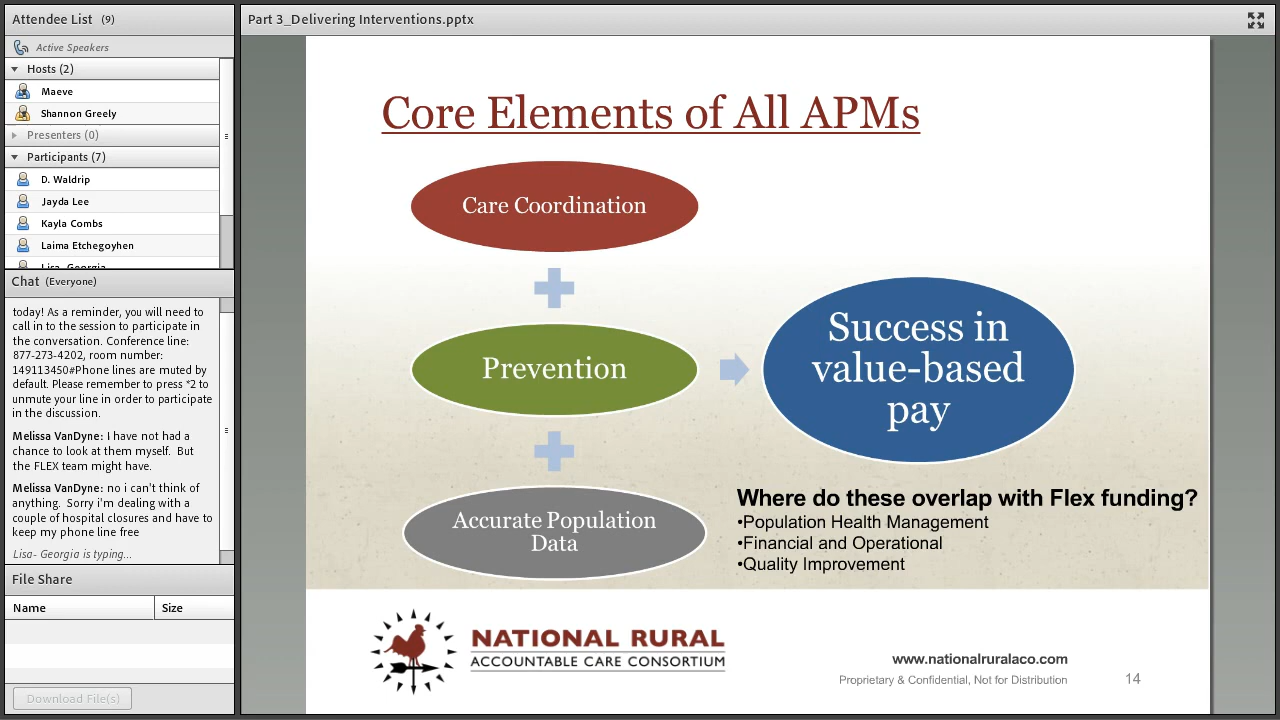 Attendee List (9)
Active Speakers
Hosts (2)
Maeve
Shannon Greely
Presenters (0)
Participants (7)
D. Waldrip
Jayda Lee
Kayla Combs
Laima Etchegoyhen
Lisa- Georgia
Chat (Everyone)
today! As a reminder, you will need to
call in to the session to participate in
the conversation. Conference line:
877-273-4202, room number:
149113450#Phone lines are muted by
default. Please remember to press *2 to
unmute your line in order to participate
in the discussion.
Melissa VanDyne: I have not had a
chance to look at them myself. But
the FLEX team might have.
Melissa VanDyne: no i can't think of
anything. Sorry i'm dealing with a
couple of hospital closures and have to
keep my phone line free
Lisa- Georgia is typing...
File Share
Name Size
Download File(s)
Part 3_Delivering Interventions.pptx
Core Elements of All APMs
Care Coordination
Prevention
Accurate Population
Data
Success in
value-based
pay
Where do these overlap with Flex funding?
•Population Health Management
•Financial and Operational
•Quality Improvement
NATIONAL RURAL
ACCOUNTABLE CARE CONSORTIUM
www.nationalruralaco.com
Proprietary & Confidential, Not for Distribution
14